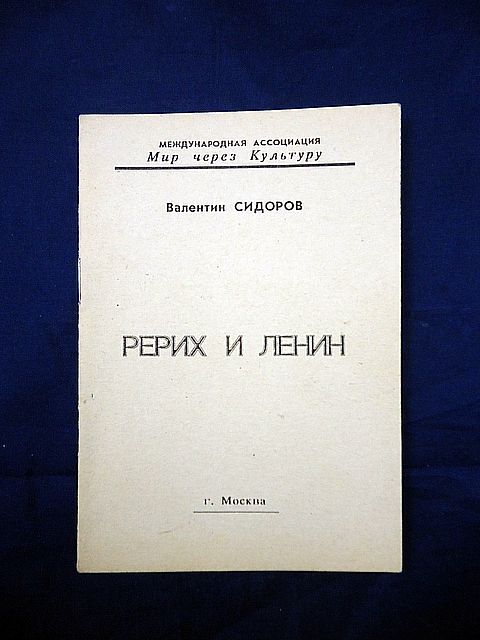 МЕЖДУНАРОДНАЯ АССОЦИАЦИЯ
Мир через Культуру
Валентин СИДОРОВ
РЕРИХ И ЛЕНИН
г. Москва